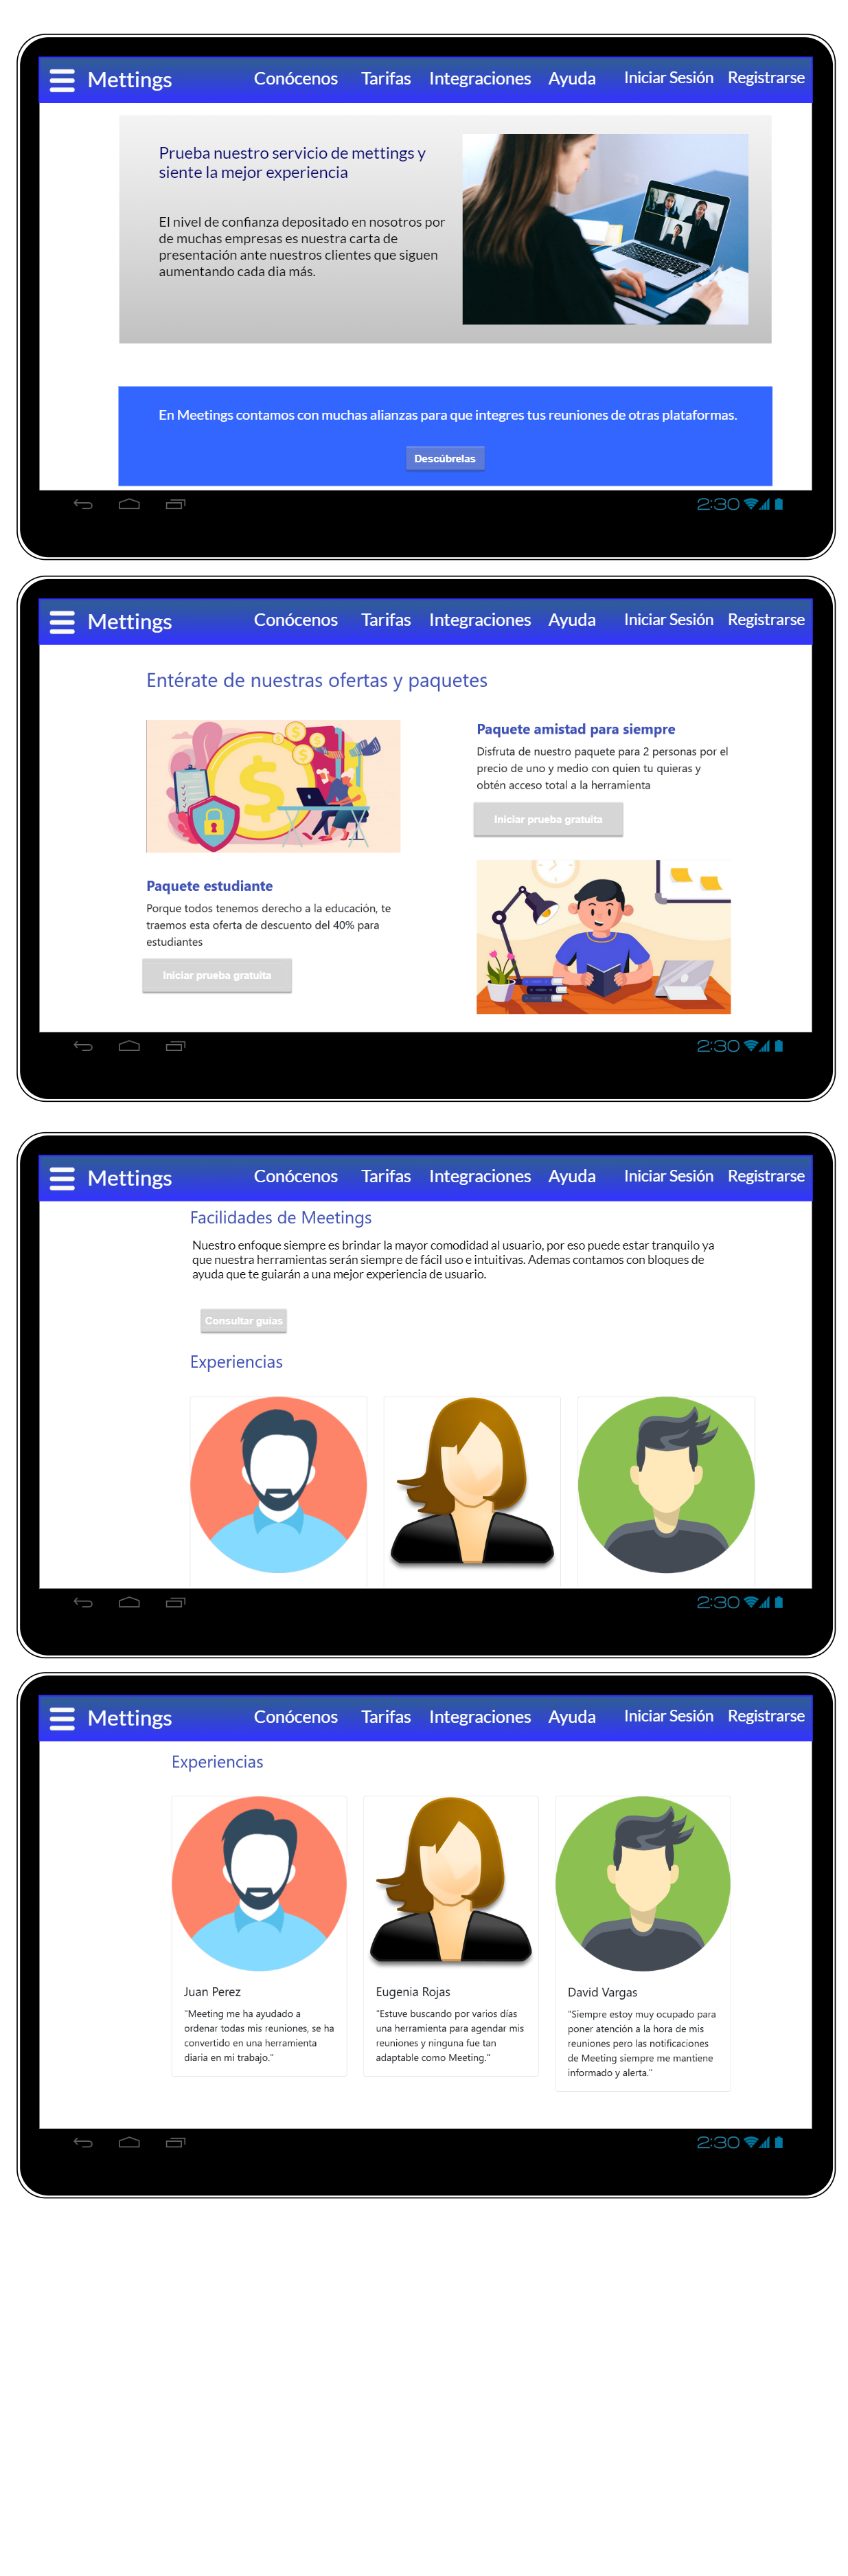 Mettings Conócenos Tarifas Integraciones Ayuda Iniciar Sesión Registrarse
Prueba nuestro servicio de mettings y
siente la mejor experiencia
El nivel de confianza depositado en nosotros por
de muchas empresas es nuestra carta de
presentación ante nuestros clientes que siguen
aumentando cada dia más.
En Meetings contamos con muchas alianzas para que integres tus reuniones de otras plataformas.
Descúbrelas
2:30
Mettings Conócenos Tarifas Integraciones Ayuda Iniciar Sesión Registrarse
Entérate de nuestras ofertas y paquetes
Paquete estudiante
Porque todos tenemos derecho a la educación, te
traemos esta oferta de descuento del 40% para
estudiantes
Iniciar prueba gratuita
Paquete amistad para siempre
Disfruta de nuestro paquete para 2 personas por el
precio de uno y medio con quien tu quieras y
obtén acceso total a la herramienta
Iniciar prueba gratuita
2:30
Mettings Conócenos Tarifas Integraciones Ayuda Iniciar Sesión Registrarse
Facilidades de Meetings
Nuestro enfoque siempre es brindar la mayor comodidad al usuario, por eso puede estar tranquilo ya
que nuestra herramientas serán siempre de fácil uso e intuitivas. Ademas contamos con bloques de
ayuda que te guiarán a una mejor experiencia de usuario.
Consultar guías
Experiencias
2:30
Mettings Conócenos Tarifas Integraciones Ayuda Iniciar Sesión Registrarse
Experiencias
Juan Perez
"Meeting me ha ayudado a
ordenar todas mis reuniones, se ha
convertido en una herramienta
diaria en mi trabajo."
Eugenia Rojas
"Estuve buscando por varios días
una herramienta para agendar mis
reuniones y ninguna fue tan
adaptable como Meeting."
David Vargas
"Siempre estoy muy ocupado para
poner atención a la hora de mis
reuniones pero las notificaciones
de Meeting siempre me mantiene
informado y alerta."
2:30